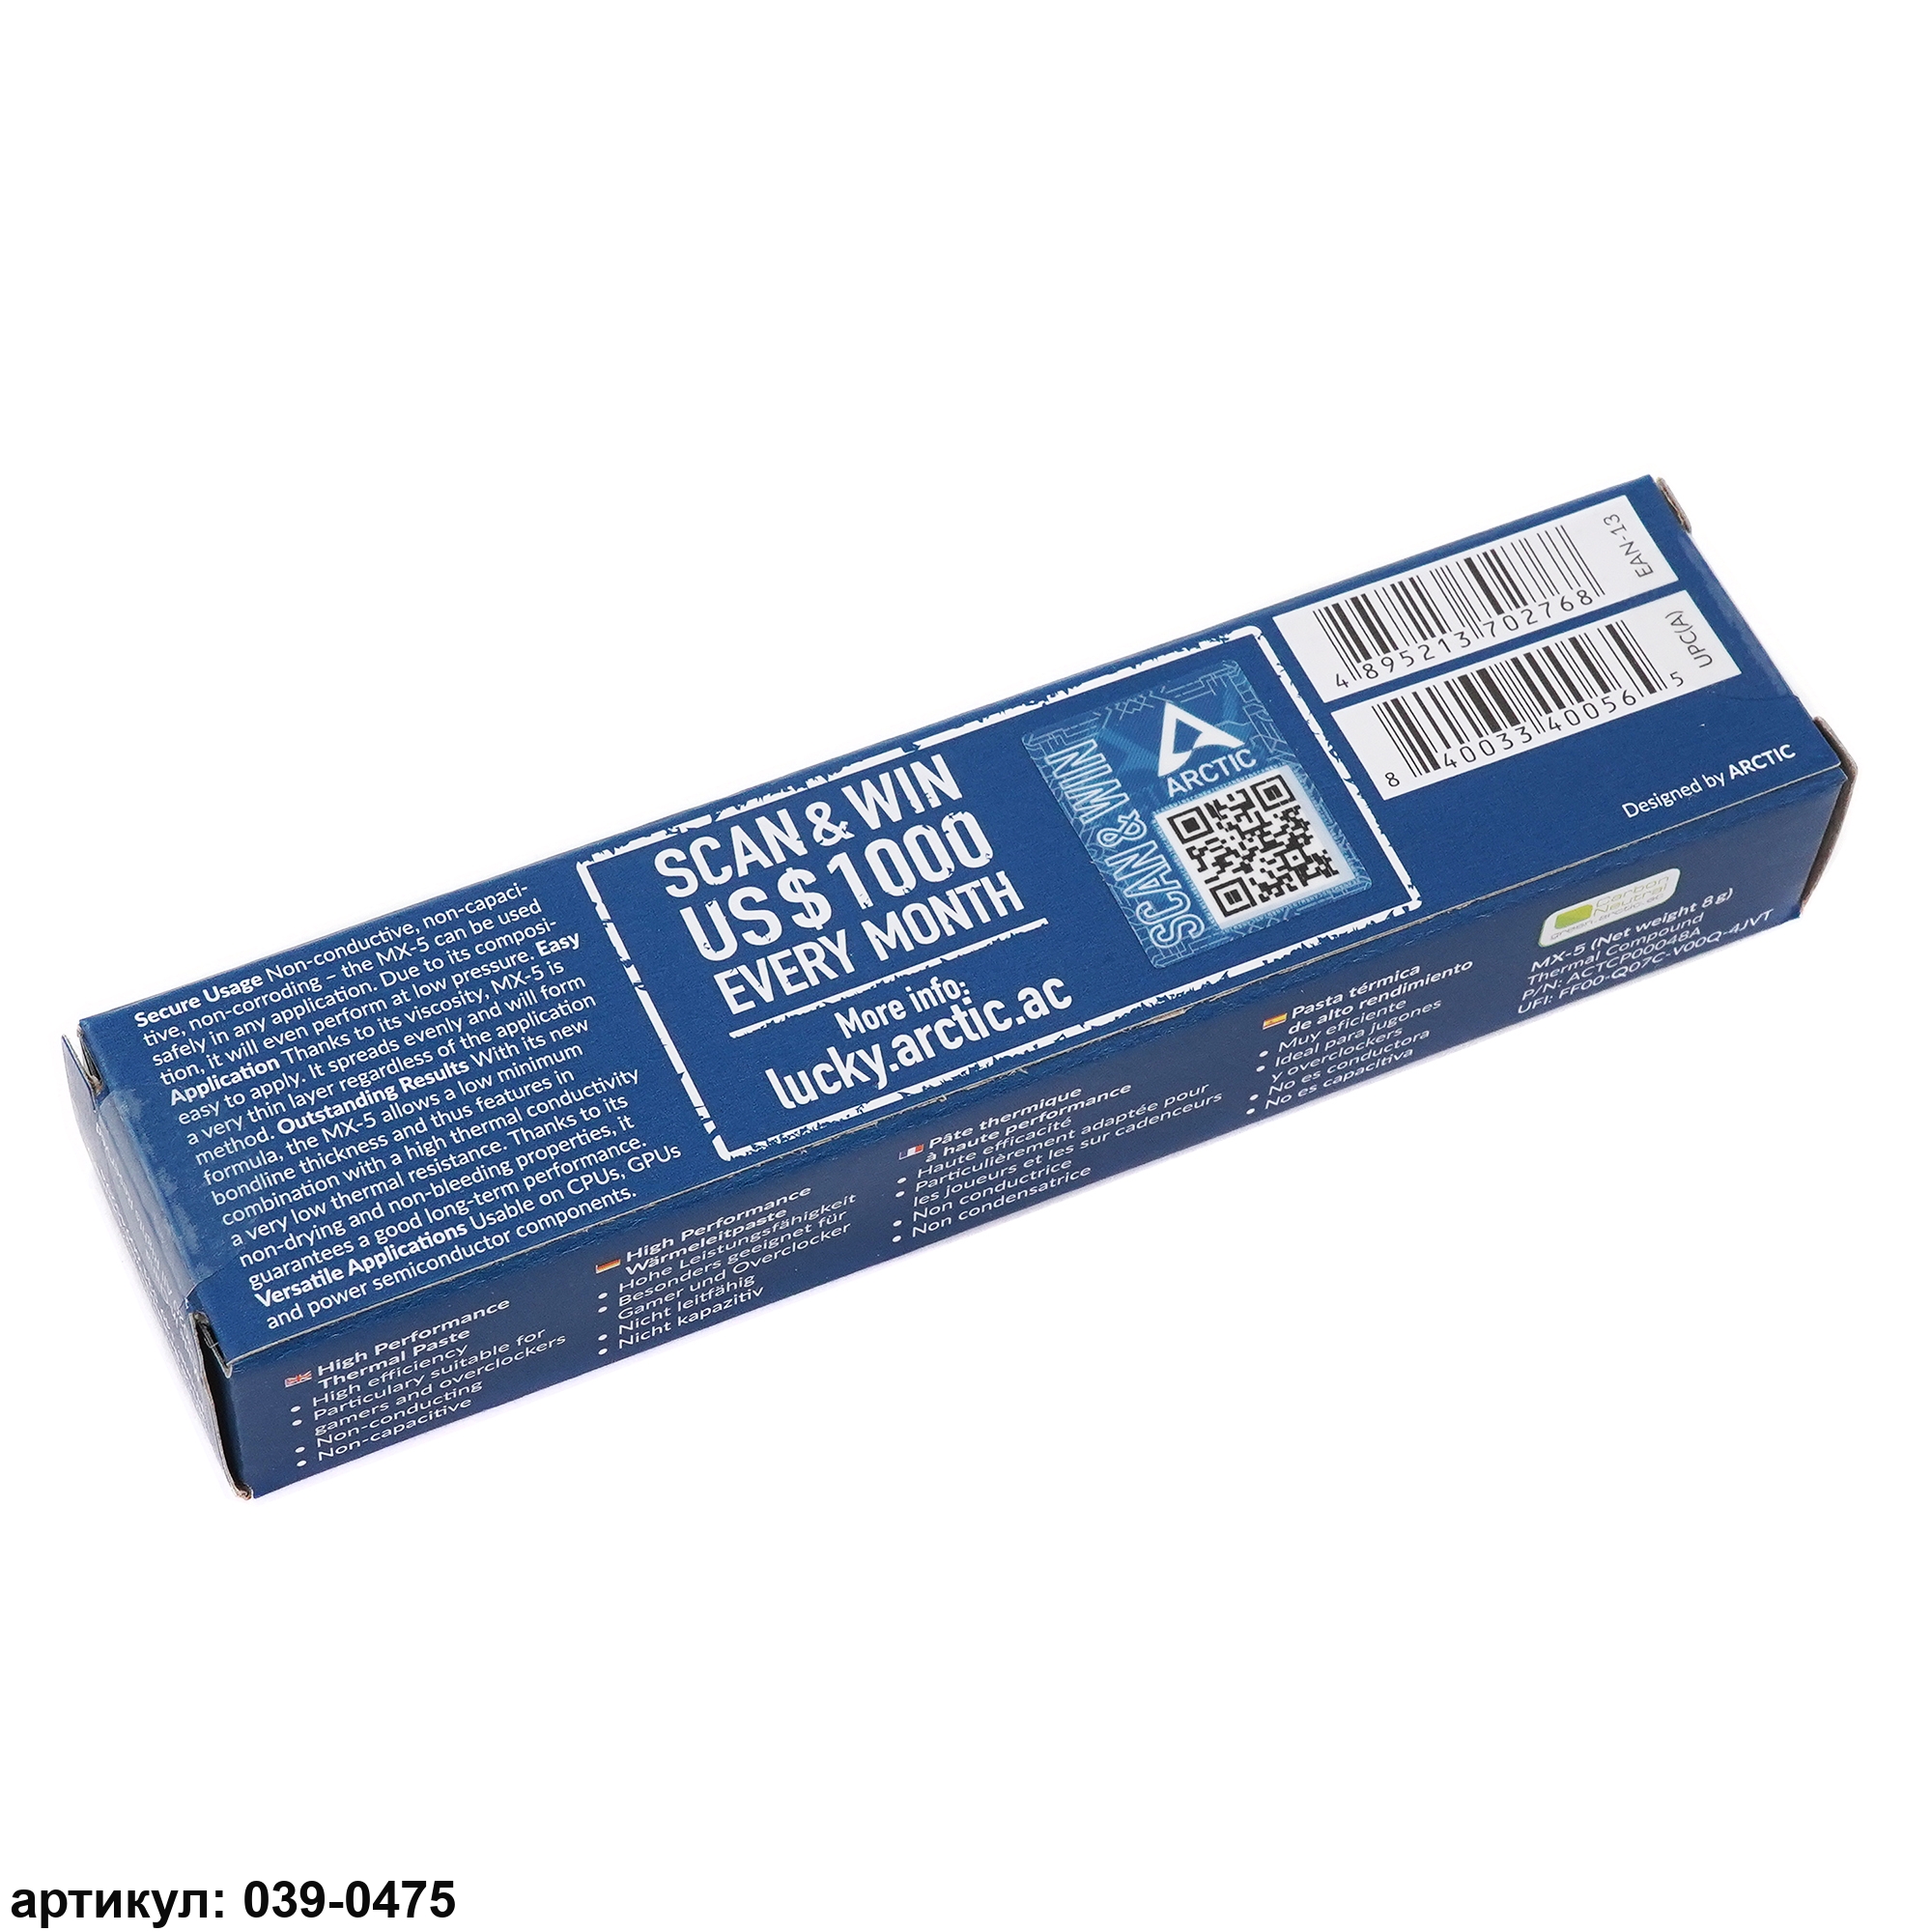 Secure Usage Non-conductive, non-capaci-
tive, non-corroding – the MX-5 can be used
safely in any application. Due to its composi-
tion, it will even perform at low pressure. Easy
Application Thanks to its viscosity, MX-5 is
easy to apply. It spreads evenly and will form
a very thin layer regardless of the application
method. Outstanding Results With its new
formula, the MX-5 allows a low minimum
bondline thickness and thus features in
combination with a high thermal conductivity
a very low thermal resistance. Thanks to its
non-drying and non-bleeding properties, it
guarantees a good long-term performance.
Versatile Applications Usable on CPUs, GPUs
and power semiconductor components.
SCAN & WIN
US$ 1000
EVERY MONTH
More info:
lucky.arctic.ac
SCAN & WIN
ARCTIC
EAN-13
4 895213 702768
UPC(A)
8 40033 40056 5
Designed by ARCTIC
High Performance
Thermal Paste
• High efficiency
• Particulary suitable for
gamers and overclockers
• Non-conducting
• Non-capacitive
High Performance
Wärmeleitpaste
• Hohe Leistungsfähigkeit
• Besonders geeignet für
Gamer und Overclocker
• Nicht leitfähig
• Nicht kapazitiv
Pâte thermique
à haute performance
• Haute efficacité
• Particulièrement adaptée pour
les joueurs et les sur cadenceurs
• Non conductrice
• Non condensatrice
Pasta térmica
de alto rendimiento
• Muy eficiente
• Ideal para jugones
y overclockers
• No es conductora
• No es capacitiva
Carbon
Neutral
green.arctic.ac
MX-5 (Net weight 8 g)
Thermal Compound
P/N: ACTCP00048A
UFI: FF00-Q07C-V00Q-4JVT
артикул: 039-0475